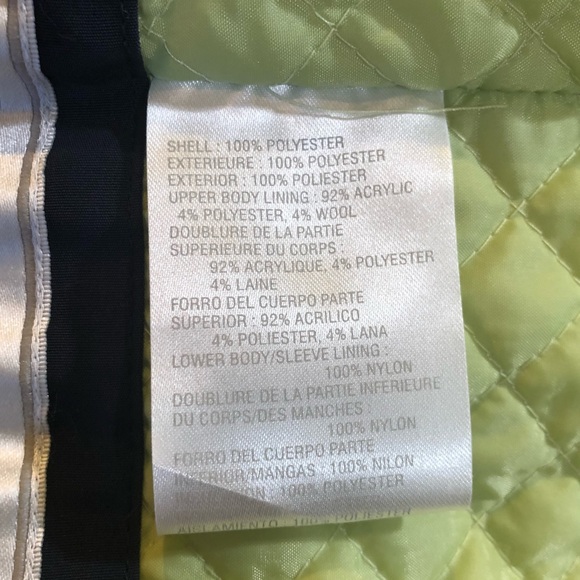 SHELL : 100% POLYESTER
EXTERIEURE : 100% POLYESTER
EXTERIOR : 100% POLIESTER
UPPER BODY LINING : 92% ACRYLIC
4% POLYESTER, 4% WOOL
DOUBLURE DE LA PARTIE
SUPERIEURE DU CORPS :
92% ACRYLIQUE, 4% POLYESTER
4% LAINE
FORRO DEL CUERPO PARTE
SUPERIOR : 92% ACRILICO
4% POLIESTER, 4% LANA
LOWER BODY/SLEEVE LINING :
100% NYLON
DOUBLURE DE LA PARTIE INFERIEURE
DU CORPS/DES MANCHES :
100% NYLON
FORRO DEL CUERPO PARTE
INFERIOR/MANGAS : 100% NILON
: 100% POLYESTER
AISLAMIENTO : 100% POLIESTER